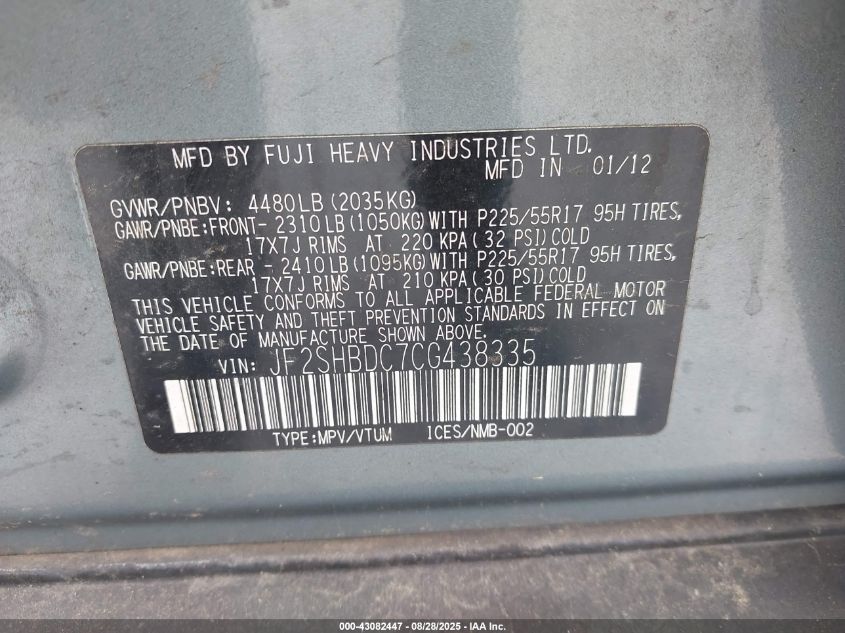 MFD BY FUJI HEAVY INDUSTRIES LTD.
MFD IN 01/12
GVWR/PNBV: 4480LB (2035KG)
GAWR/PNBE:FRONT- 2310LB(1050KG)WITH P225/55R17 95H TIRES,
17X7J RIMS AT 220 KPA(32 PSI)COLD
GAWR/PNBE:REAR - 2410LB(1095KG)WITH P225/55R17 95H TIRES,
17X7J RIMS AT 210 KPA(30 PSI)COLD
THIS VEHICLE CONFORMS TO ALL APPLICABLE FEDERAL MOTOR
VEHICLE SAFETY AND THEFT PREVENTION STANDARDS IN EFFECT ON
THE DATE OF MANUFACTURE SHOWN ABOVE.
VIN: JF2SHBDC7CG438335
TYPE:MPV/VTUM ICES/NMB-002
000-43082447 - 08/28/2025 - IAA Inc.